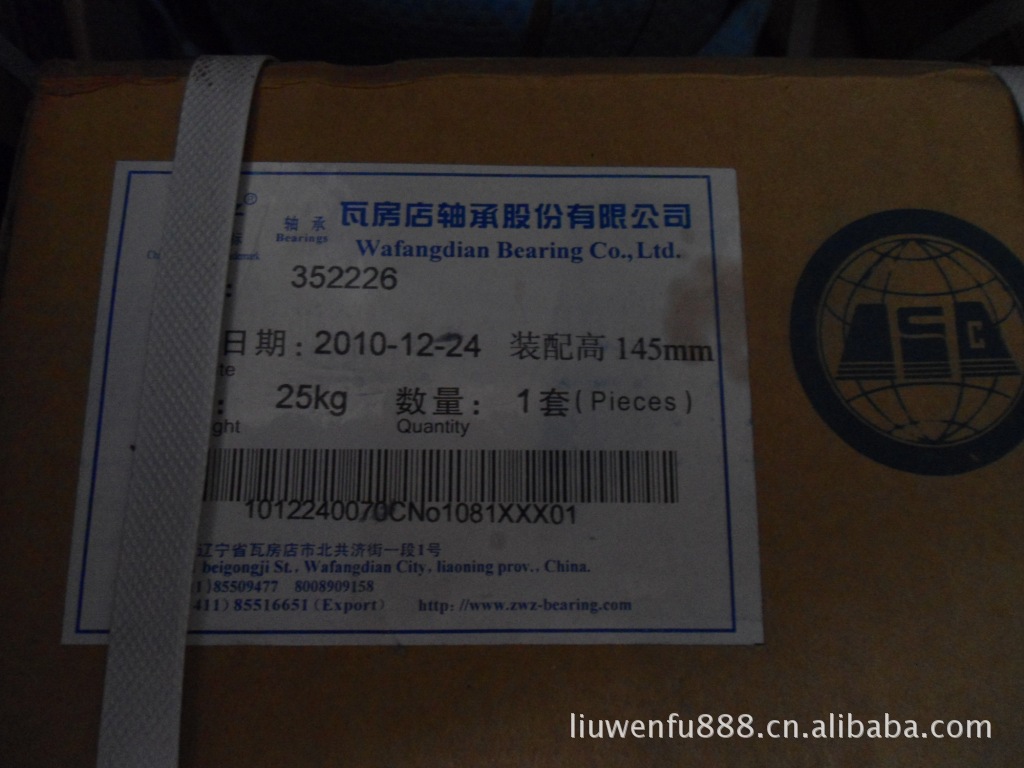 ®
轴承
Bearings
瓦房店轴承股份有限公司
Wafangdian Bearing Co., Ltd.
352226
日期: 2010-12-24 装配高 145mm
25kg 数量: 1套(Pieces)
ght Quantity
1012240070CNo1081XXX01
辽宁省瓦房店市北共济街一段1号
beigongji St., Wafangdian City, liaoning prov., China.
1)85509477 8008909158
411) 85516651 (Export) http: //www.zwz-bearing.com
liuwenfu888.cn.alibaba.com